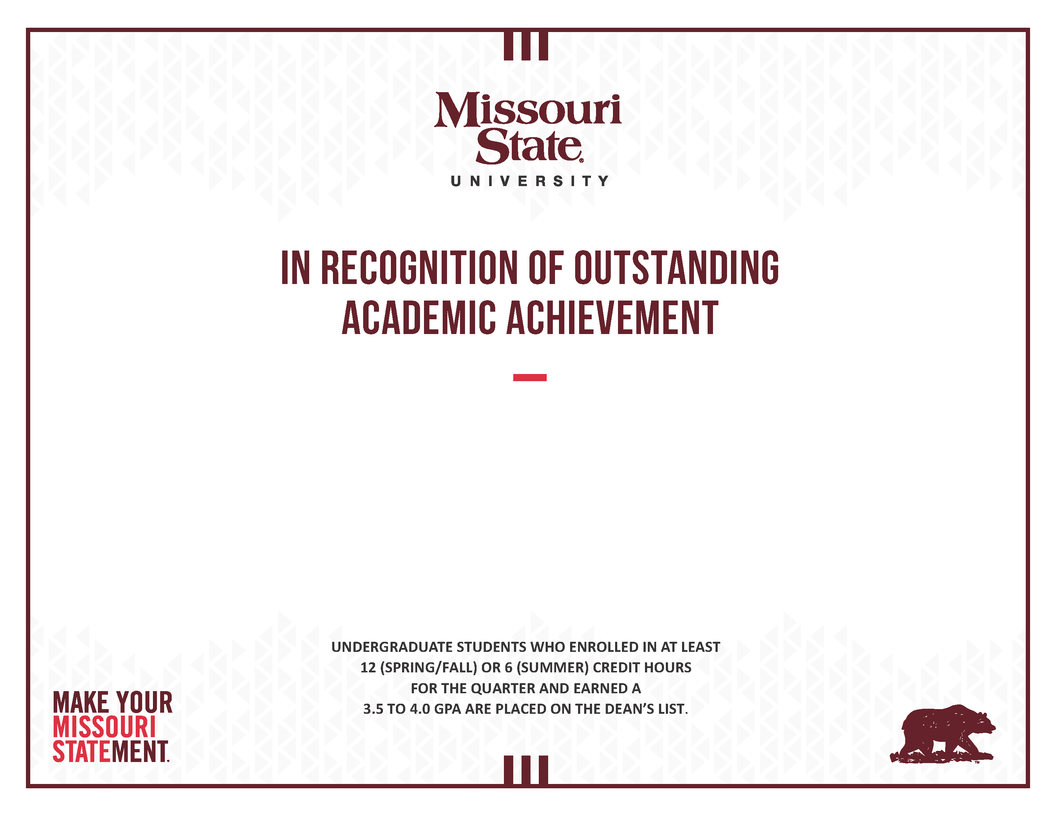 Missouri
State®
UNIVERSITY
IN RECOGNITION OF OUTSTANDING
ACADEMIC ACHIEVEMENT
UNDERGRADUATE STUDENTS WHO ENROLLED IN AT LEAST
12 (SPRING/FALL) OR 6 (SUMMER) CREDIT HOURS
FOR THE QUARTER AND EARNED A
3.5 TO 4.0 GPA ARE PLACED ON THE DEAN’S LIST.
MAKE YOUR
MISSOURI
STATEMENT.
™